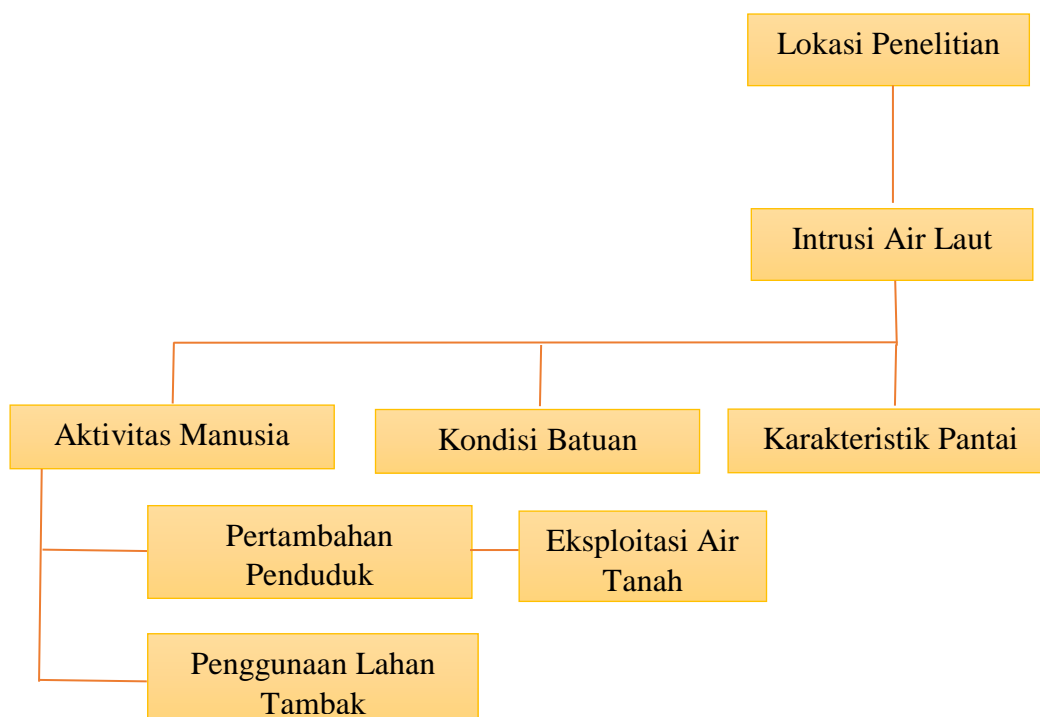 Lokasi Penelitian
Intrusi Air Laut
Aktivitas Manusia
Kondisi Batuan
Karakteristik Pantai
Pertambahan
Penduduk
Eksploitasi Air
Tanah
Penggunaan Lahan
Tambak